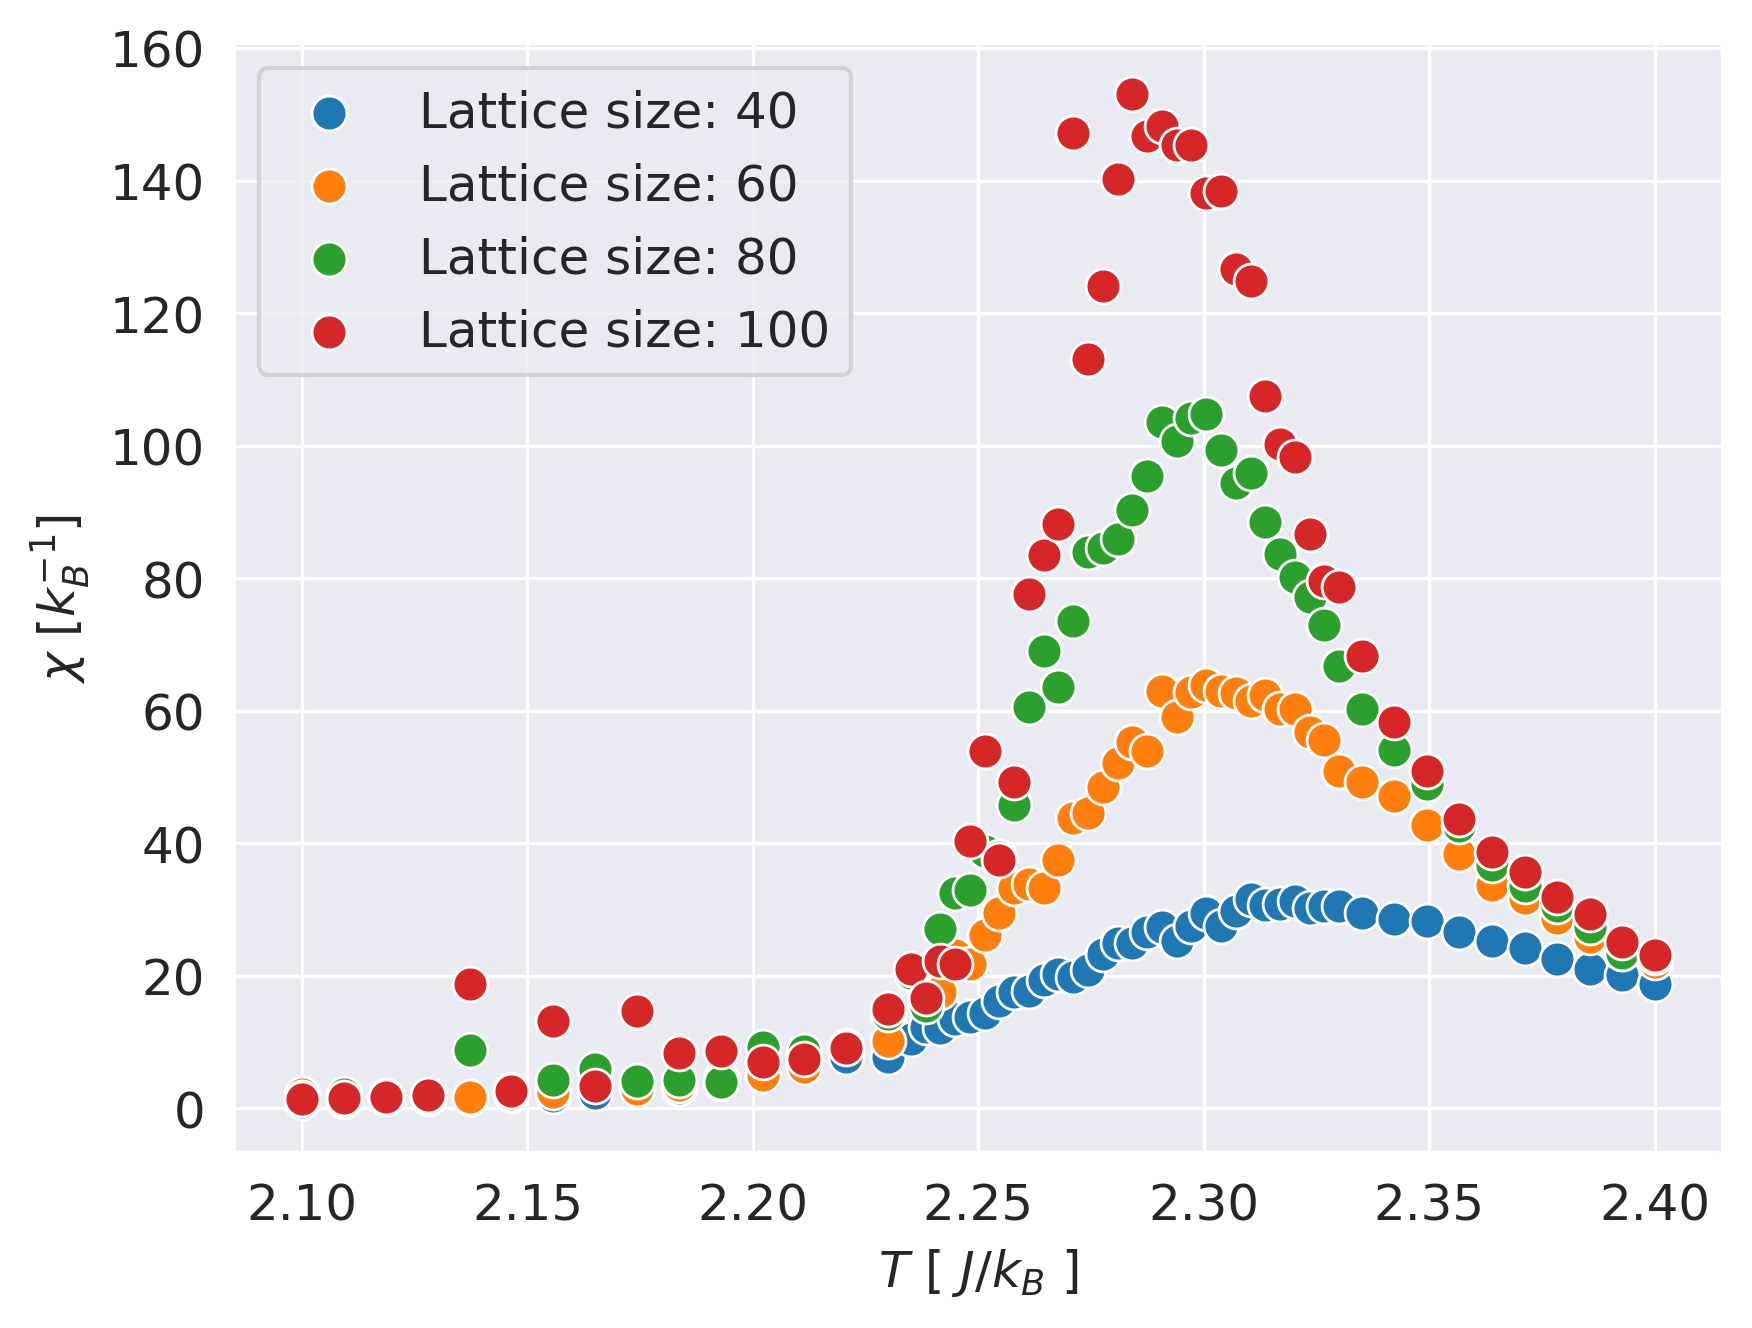 160
140
120
100
80
60
40
20
0
χ [k_B^{-1}]
Lattice size: 40
Lattice size: 60
Lattice size: 80
Lattice size: 100
2.10 2.15 2.20 2.25 2.30 2.35 2.40
T [ J/k_B ]